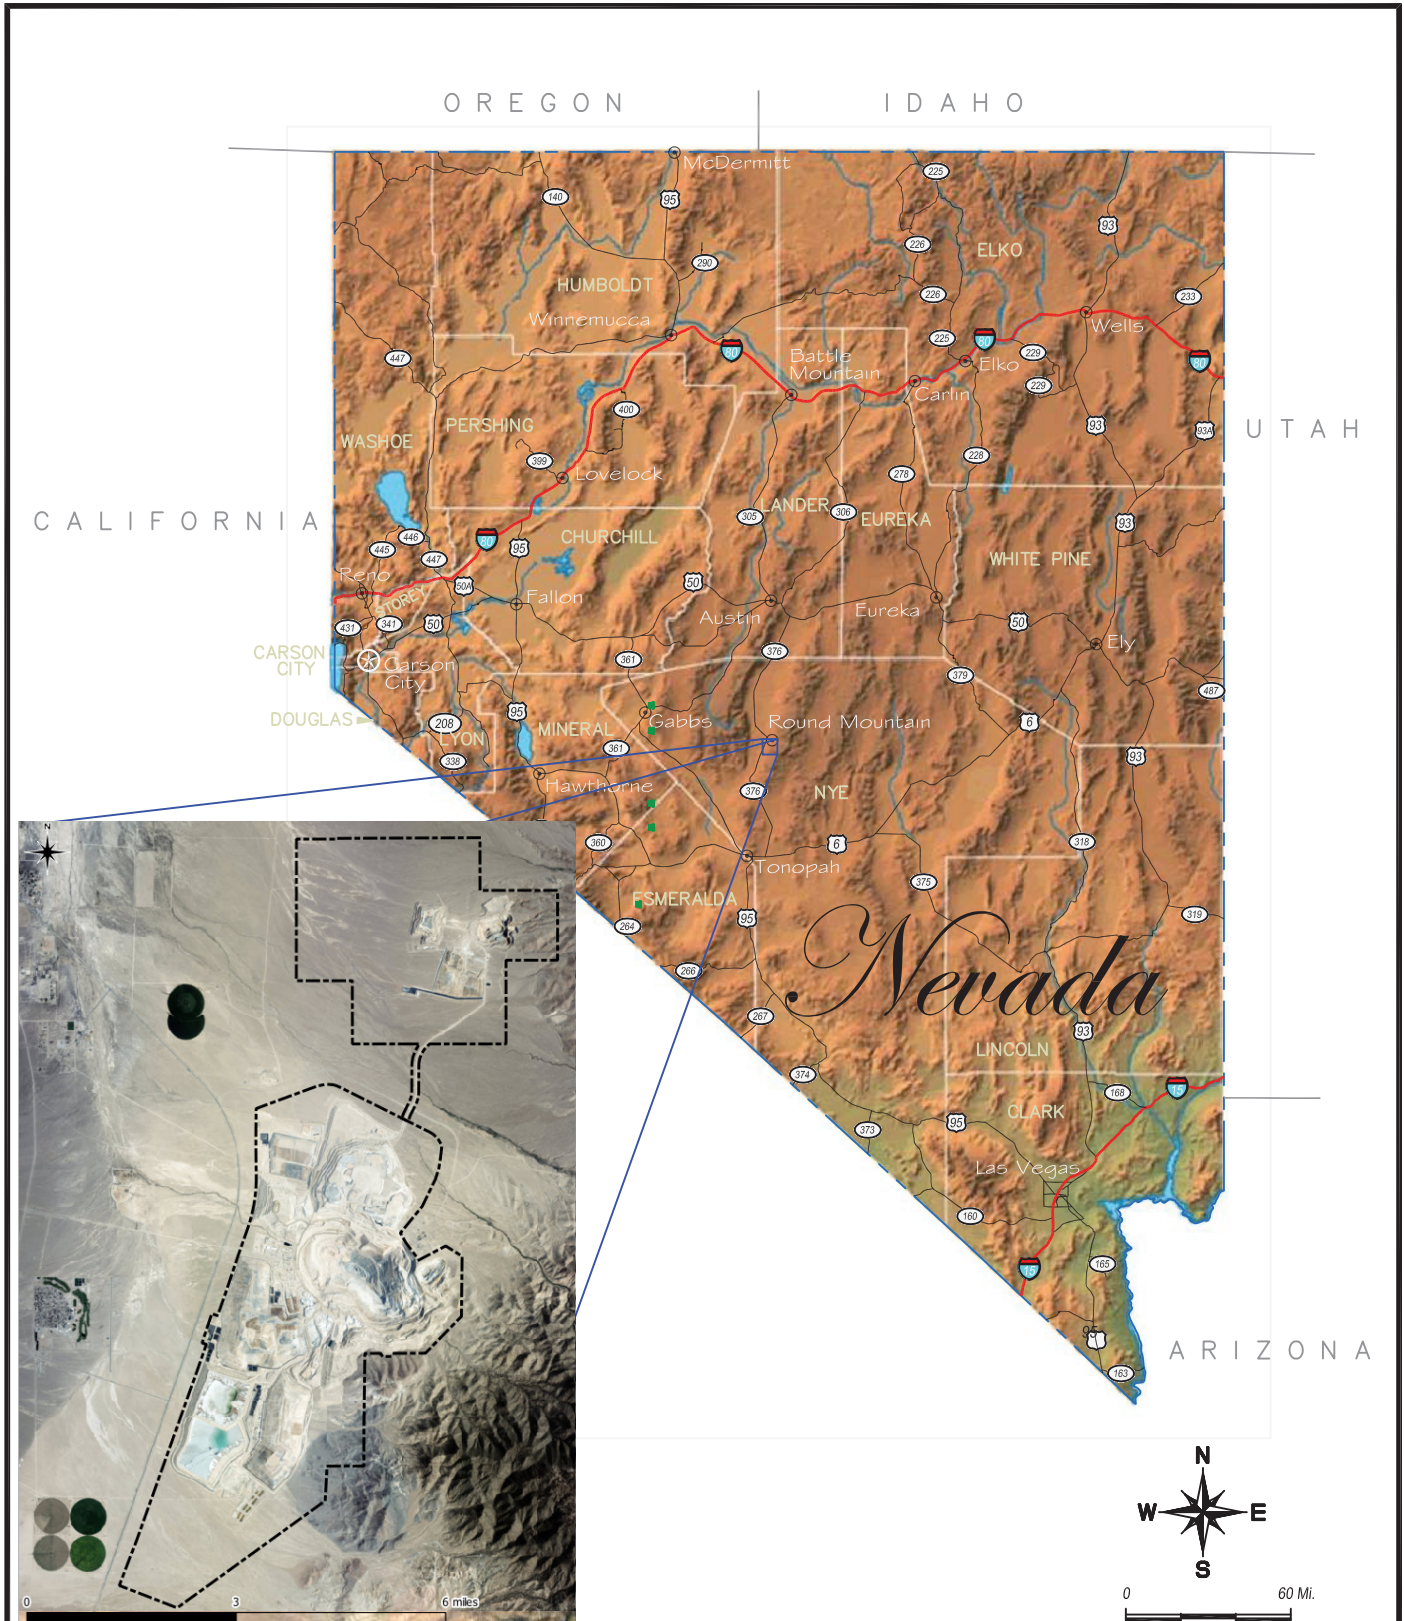 OREGON IDAHO
McDermitt
225
140
95
93
226
290
ELKO
HUMBOLDT
226
233
Winnemucca
Wells
225
80
80
229
447
Battle
Mountain
Elko
80
229
Carlin
400
PERSHING
93
93A
UTAH
WASHOE
399
228
Lovelock
278
LANDER
305
306
EUREKA
CALIFORNIA
93
446
80
95
CHURCHILL
445
447
WHITE PINE
Reno
50A
50
STOREY
Fallon
Austin
Eureka
431
341
50
50
Ely
CARSON
CITY
Carson
City
361
376
379
487
DOUGLAS
208
95
MINERAL
Gabbs
Round Mountain
6
LYON
361
93
338
Hawthorne
376
NYE
360
6
318
Tonopah
375
ESMERALDA
264
95
319
Nevada
266
267
93
LINCOLN
374
168
15
CLARK
373
95
Las Vegas
160
165
15
95
ARIZONA
163
N
W E
S
N
0 3 6 miles
0 60 Mi.